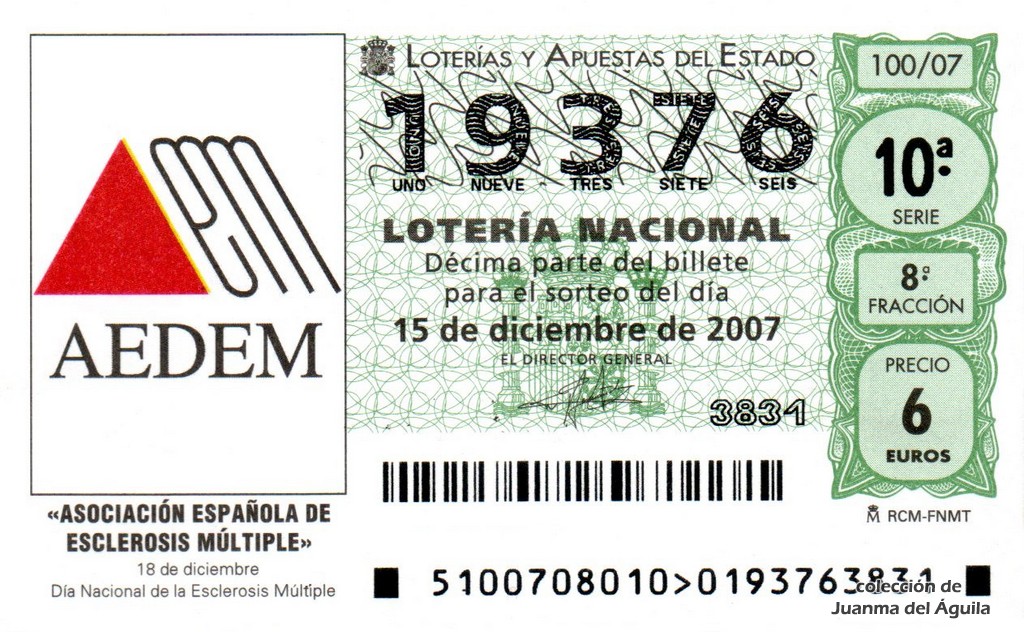 LOTERÍAS Y APUESTAS DEL ESTADO
19376
UNO NUEVE TRES SIETE SEIS
LOTERÍA NACIONAL
Décima parte del billete
para el sorteo del día
15 de diciembre de 2007
EL DIRECTOR GENERAL
3834
100/07
10ª
SERIE
8ª
FRACCIÓN
PRECIO
6
EUROS
RCM-FNMT
em
AEDEM
«ASOCIACIÓN ESPAÑOLA DE
ESCLEROSIS MÚLTIPLE»
18 de diciembre
Día Nacional de la Esclerosis Múltiple
5100708010>0193763831
colección de
Juanma del Águila